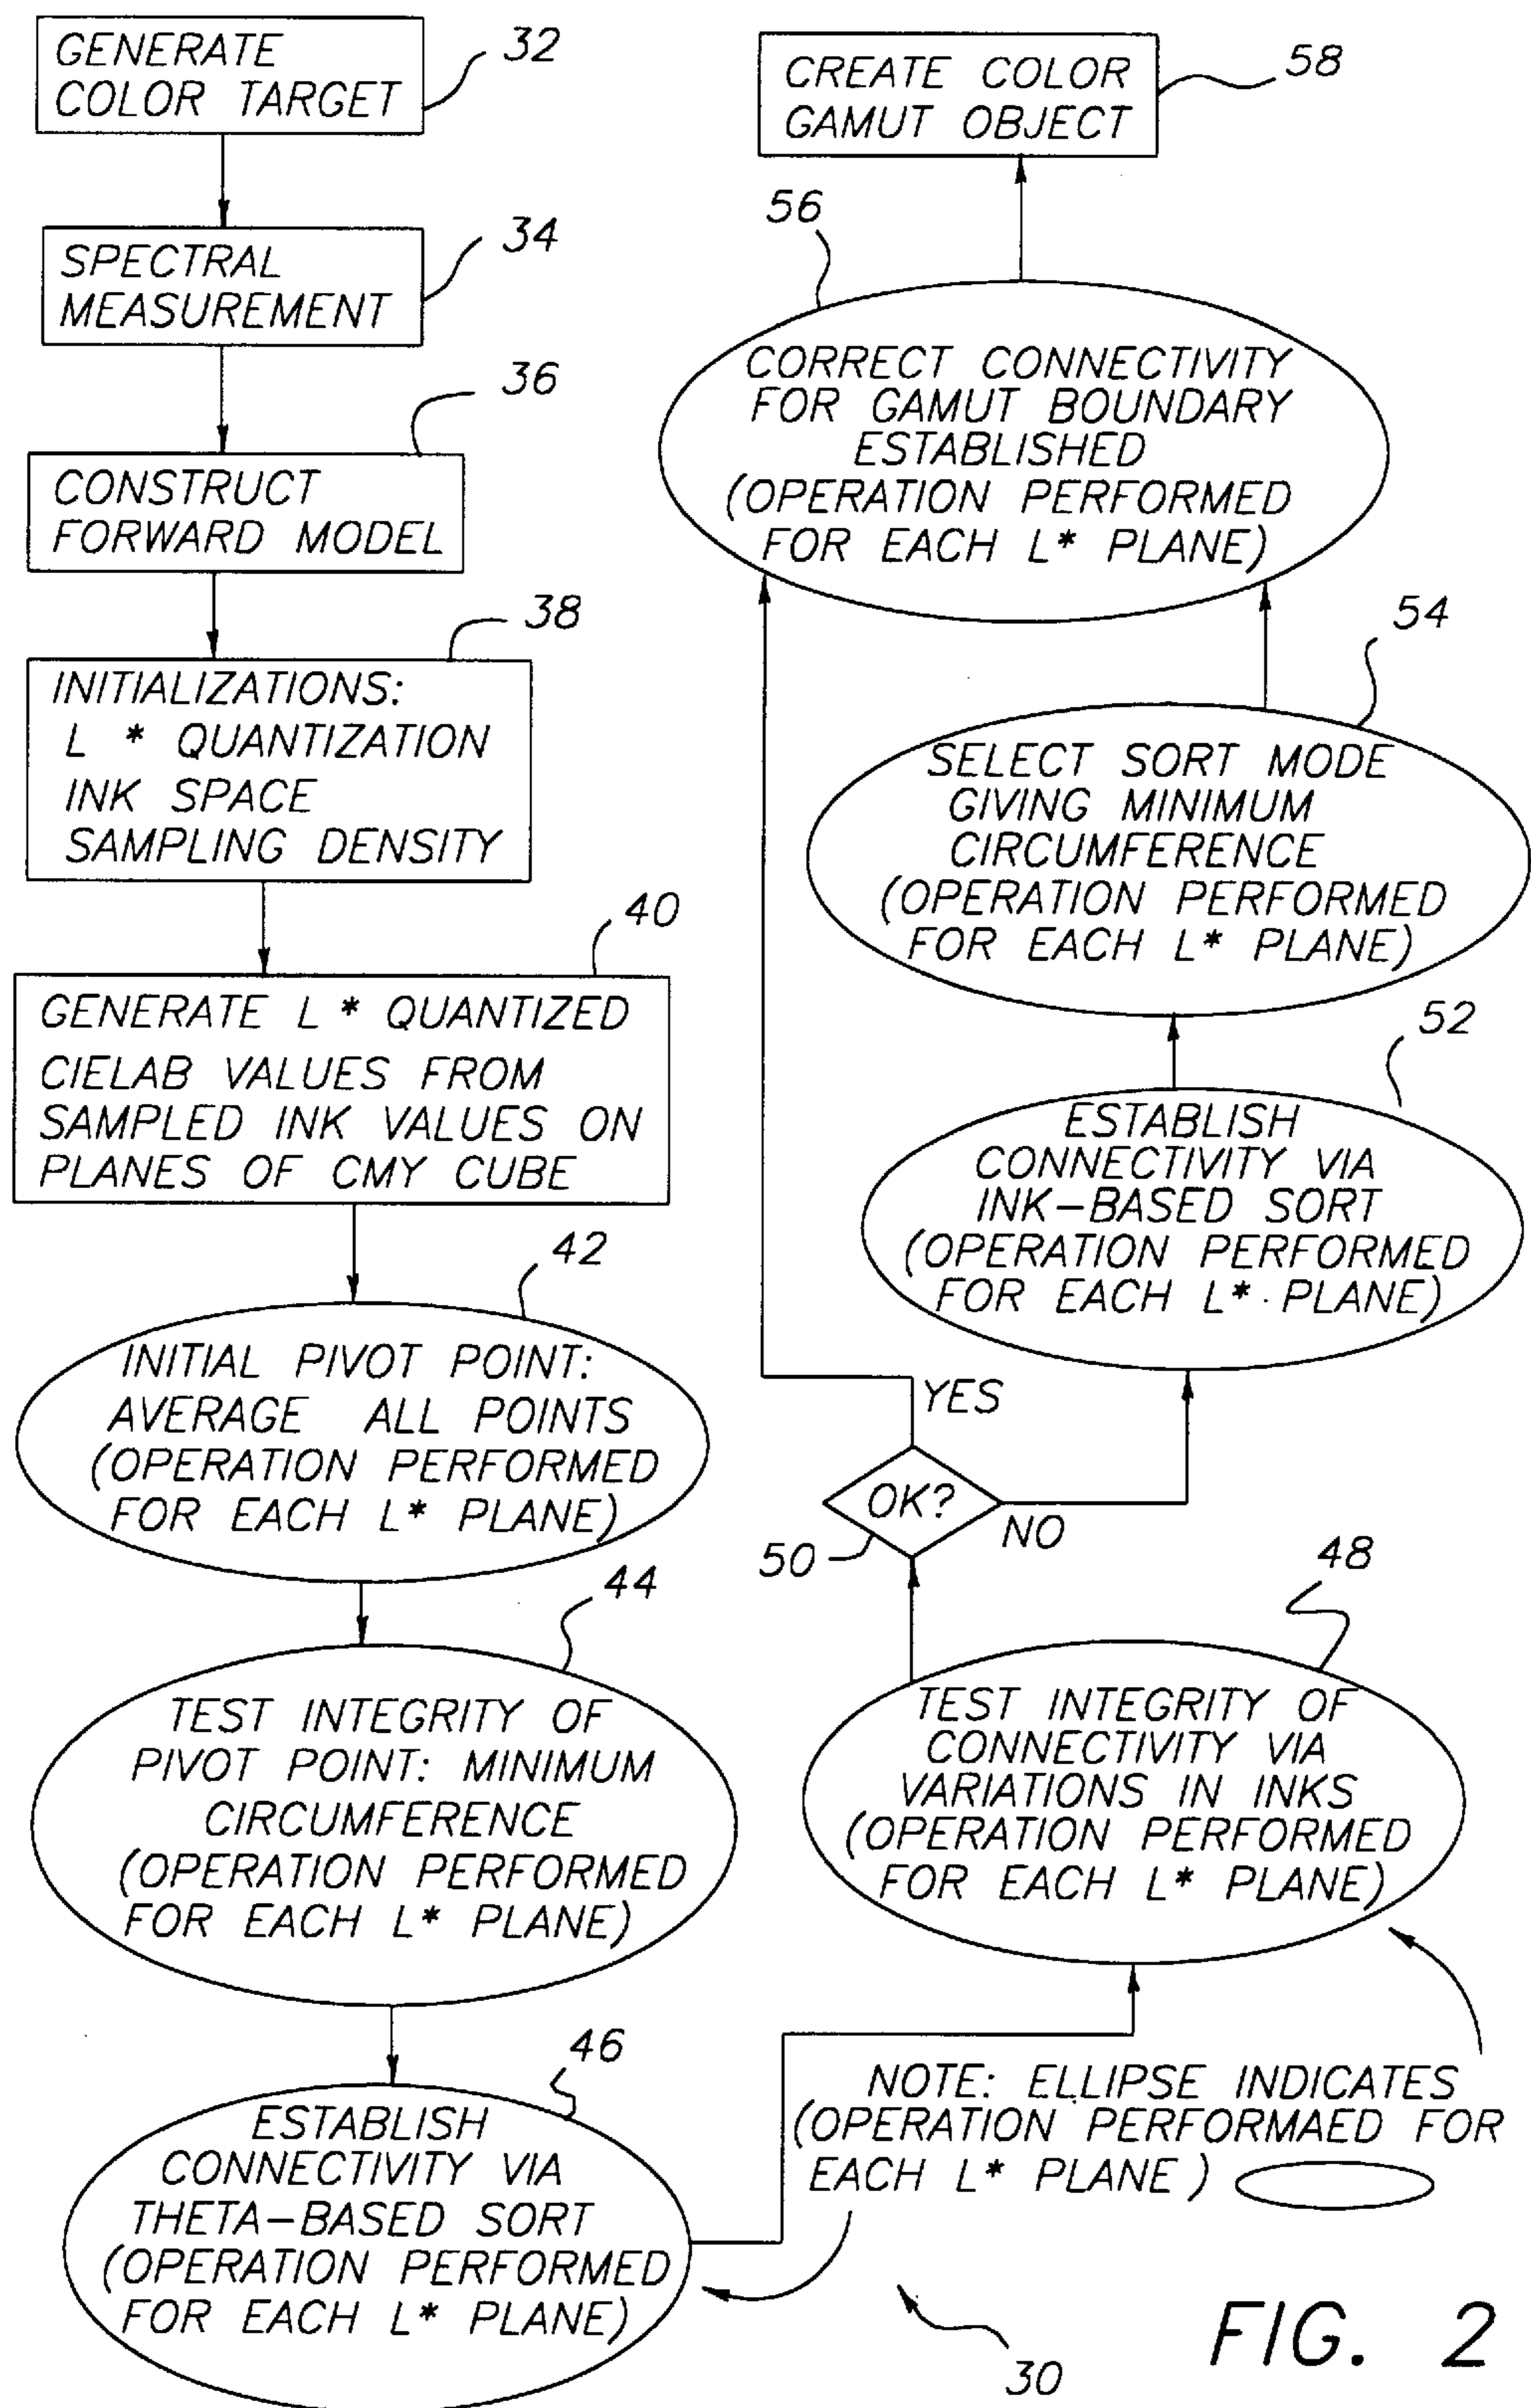 GENERATE
COLOR TARGET
32
SPECTRAL
MEASUREMENT
34
36
CONSTRUCT
FORWARD MODEL
38
INITIALIZATIONS:
L * QUANTIZATION
INK SPACE
SAMPLING DENSITY
40
GENERATE L * QUANTIZED
CIELAB VALUES FROM
SAMPLED INK VALUES ON
PLANES OF CMY CUBE
42
INITIAL PIVOT POINT:
AVERAGE ALL POINTS
(OPERATION PERFORMED
FOR EACH L* PLANE)
44
TEST INTEGRITY OF
PIVOT POINT: MINIMUM
CIRCUMFERENCE
(OPERATION PERFORMED
FOR EACH L* PLANE)
46
ESTABLISH
CONNECTIVITY VIA
THETA-BASED SORT
(OPERATION PERFORMED
FOR EACH L* PLANE)
48
TEST INTEGRITY OF
CONNECTIVITY VIA
VARIATIONS IN INKS
(OPERATION PERFORMED
FOR EACH L* PLANE)
50
OK?
YES
NO
52
ESTABLISH
CONNECTIVITY VIA
INK-BASED SORT
(OPERATION PERFORMED
FOR EACH L* PLANE)
54
SELECT SORT MODE
GIVING MINIMUM
CIRCUMFERENCE
(OPERATION PERFORMED
FOR EACH L* PLANE)
56
CORRECT CONNECTIVITY
FOR GAMUT BOUNDARY
ESTABLISHED
(OPERATION PERFORMED
FOR EACH L* PLANE)
58
CREATE COLOR
GAMUT OBJECT
NOTE: ELLIPSE INDICATES
(OPERATION PERFORMAED FOR
EACH L* PLANE)
30
FIG. 2